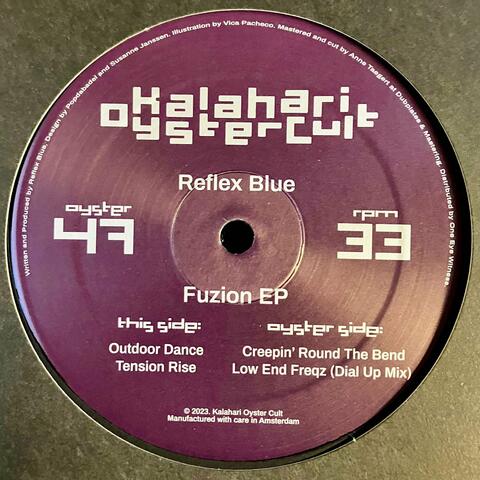 Written and Produced by Reflex Blue. Design by Popdabadei and Susanne Janssen. Illustration by Vica Pacheco. Mastered and cut by Anne Taegert at Dubplates & Mastering. Distributed by One Eye Witness.
Kalahari
OysterCult
Reflex Blue
oyster
47
rpm
33
Fuzion EP
this side:
Outdoor Dance
Tension Rise
oyster side:
Creepin' Round The Bend
Low End Freqz (Dial Up Mix)
© 2023. Kalahari Oyster Cult
Manufactured with care in Amsterdam